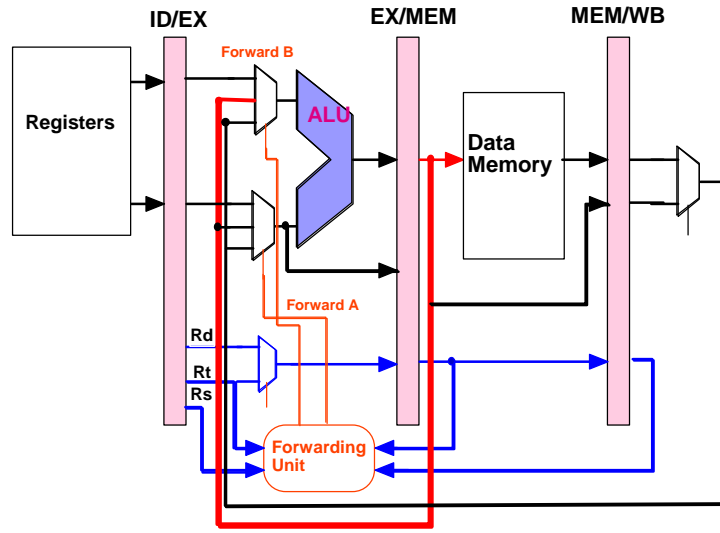 ID/EX
EX/MEM
MEM/WB
Forward B
ALU
Registers
Data
Memory
Forward A
Rd
Rt
Rs
Forwarding
Unit